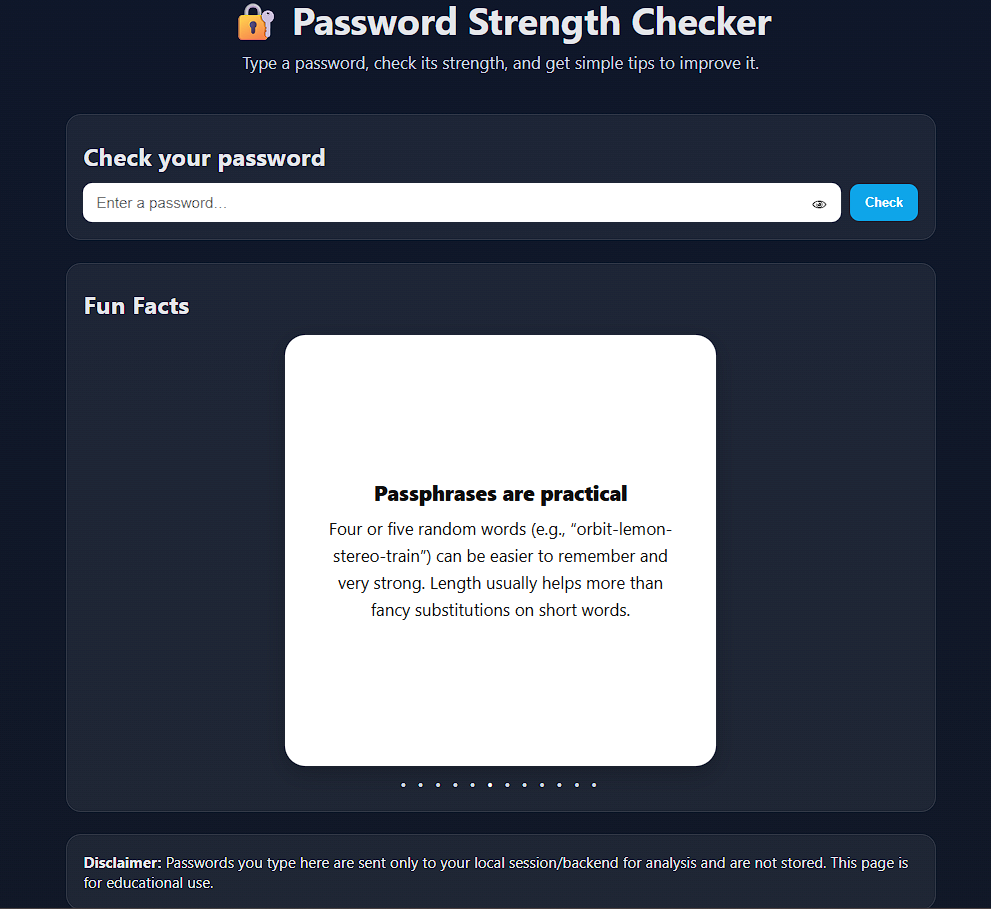 Password Strength Checker
Type a password, check its strength, and get simple tips to improve it.
Check your password
Enter a password…
Check
Fun Facts
Passphrases are practical
Four or five random words (e.g., “orbit-lemon-
stereo-train”) can be easier to remember and
very strong. Length usually helps more than
fancy substitutions on short words.
Disclaimer: Passwords you type here are sent only to your local session/backend for analysis and are not stored. This page is
for educational use.